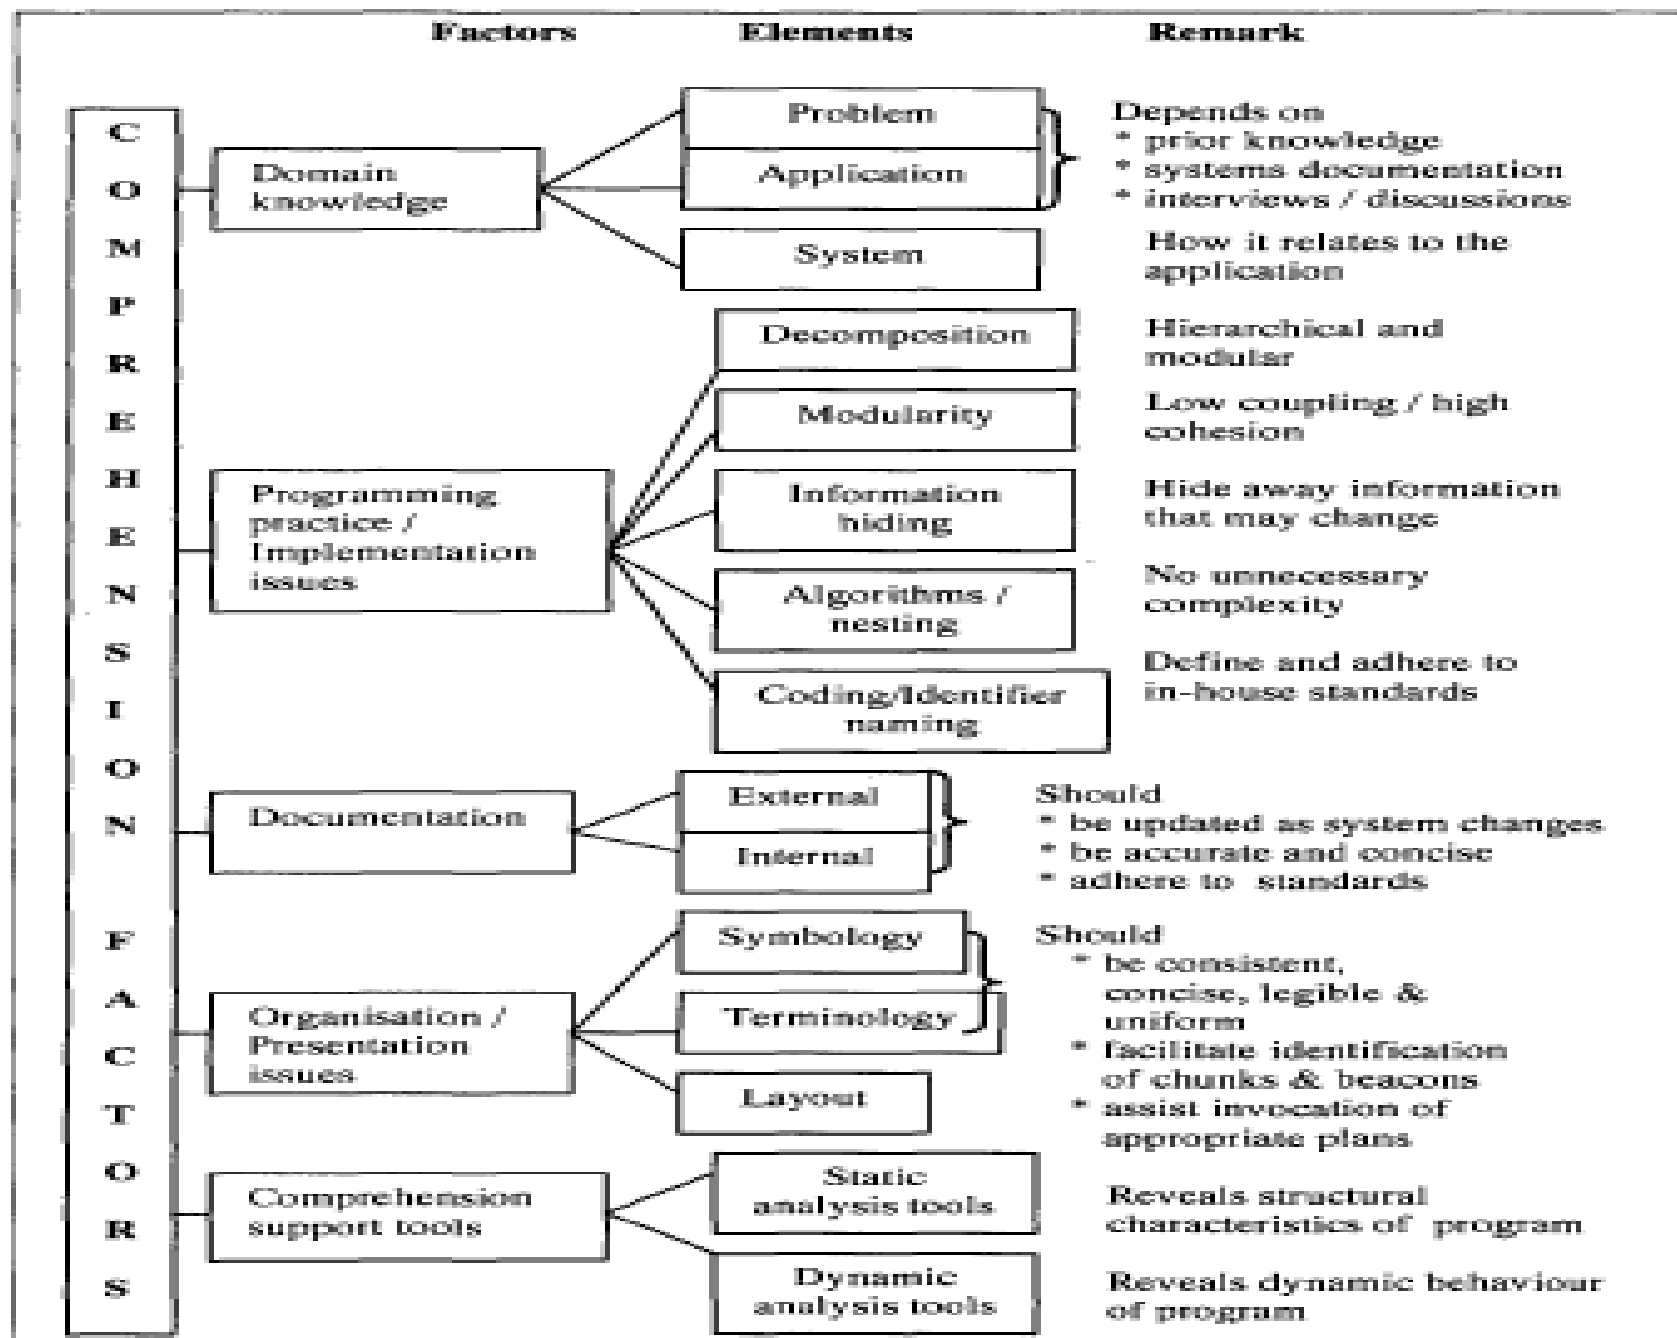 Factors Elements Remark
COMPREHENSION FACTORS
Domain
knowledge
Problem
Application
System
Depends on
* prior knowledge
* systems documentation
* interviews / discussions
How it relates to the
application
Programming
practice /
Implementation
issues
Decomposition
Modularity
Information
hiding
Algorithms /
nesting
Coding/Identifier
naming
Hierarchical and
modular
Low coupling / high
cohesion
Hide away information
that may change
No unnecessary
complexity
Define and adhere to
in-house standards
Documentation
External
Internal
Should
* be updated as system changes
* be accurate and concise
* adhere to standards
Organisation /
Presentation
issues
Symbology
Terminology
Layout
Should
* be consistent,
concise, legible &
uniform
* facilitate identification
of chunks & beacons
* assist invocation of
appropriate plans
Comprehension
support tools
Static
analysis tools
Dynamic
analysis tools
Reveals structural
characteristics of program
Reveals dynamic behaviour
of program